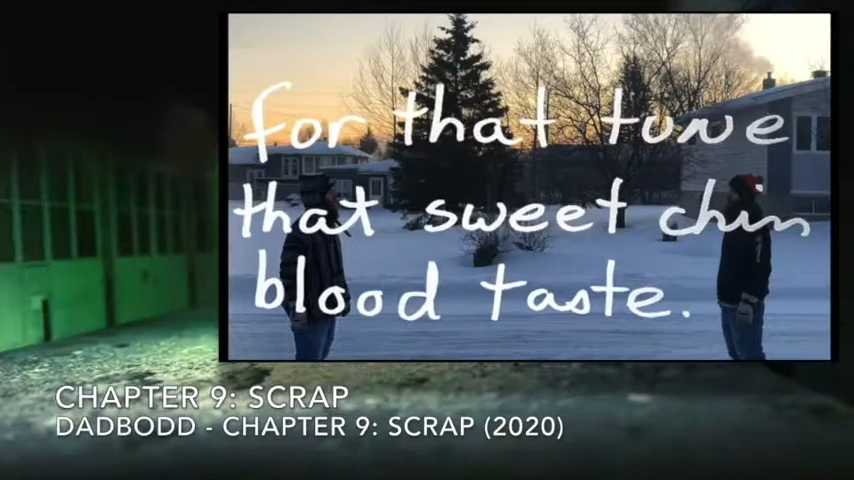 for that tune
that sweet chin
blood taste.
CHAPTER 9: SCRAP
DADBODD - CHAPTER 9: SCRAP (2020)